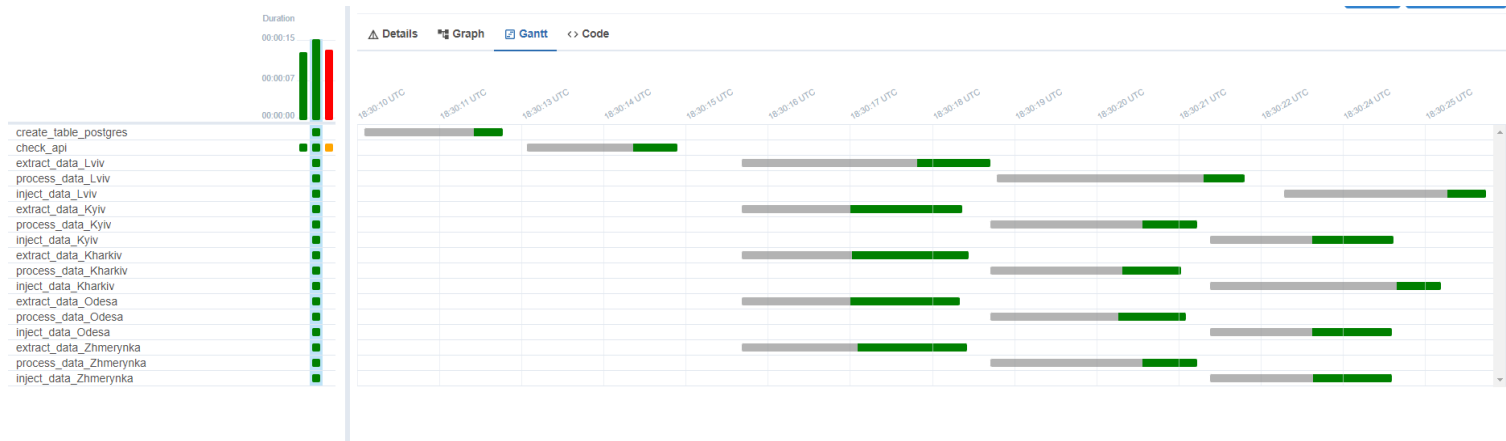 Duration
00:00:15
00:00:07
00:00:00
Details Graph Gantt <> Code
18:30:10 UTC 18:30:11 UTC 18:30:13 UTC 18:30:14 UTC 18:30:15 UTC 18:30:16 UTC 18:30:17 UTC 18:30:18 UTC 18:30:19 UTC 18:30:20 UTC 18:30:21 UTC 18:30:22 UTC 18:30:24 UTC 18:30:25 UTC
create_table_postgres
check_api
extract_data_Lviv
process_data_Lviv
inject_data_Lviv
extract_data_Kyiv
process_data_Kyiv
inject_data_Kyiv
extract_data_Kharkiv
process_data_Kharkiv
inject_data_Kharkiv
extract_data_Odesa
process_data_Odesa
inject_data_Odesa
extract_data_Zhmerynka
process_data_Zhmerynka
inject_data_Zhmerynka